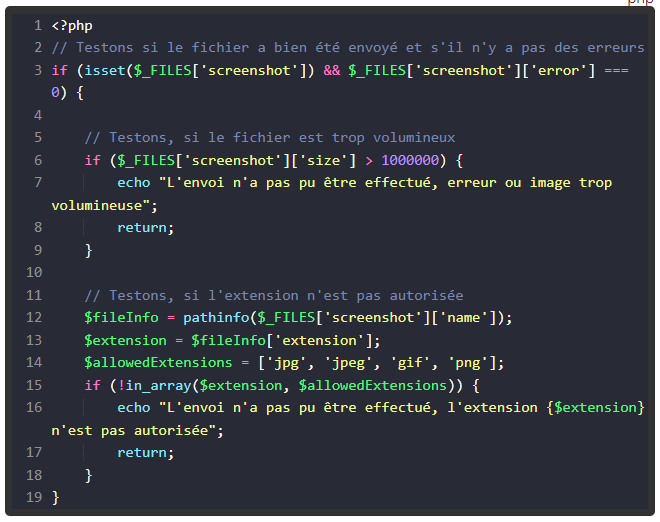 php
1 <?php
2 // Testons si le fichier a bien été envoyé et s'il n'y a pas des erreurs
3 if (isset($_FILES['screenshot']) && $_FILES['screenshot']['error'] ===
0) {
4
5     // Testons, si le fichier est trop volumineux
6     if ($_FILES['screenshot']['size'] > 1000000) {
7         echo "L'envoi n'a pas pu être effectué, erreur ou image trop
volumineuse";
8         return;
9     }
10
11     // Testons, si l'extension n'est pas autorisée
12     $fileInfo = pathinfo($_FILES['screenshot']['name']);
13     $extension = $fileInfo['extension'];
14     $allowedExtensions = ['jpg', 'jpeg', 'gif', 'png'];
15     if (!in_array($extension, $allowedExtensions)) {
16         echo "L'envoi n'a pas pu être effectué, l'extension {$extension}
n'est pas autorisée";
17         return;
18     }
19 }